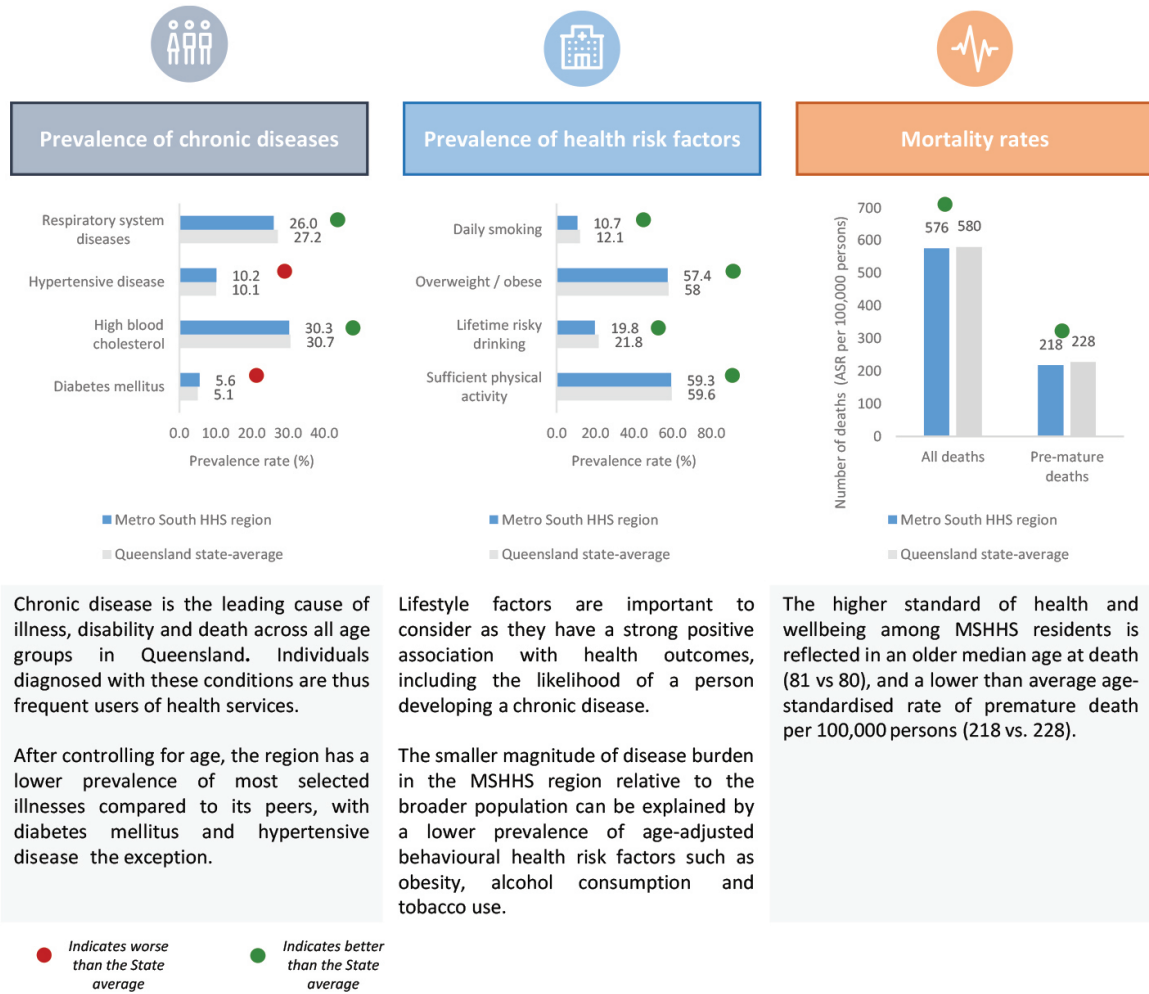 Prevalence of chronic diseases
Respiratory system
diseases
26.0
27.2
Hypertensive disease
10.2
10.1
High blood
cholesterol
30.3
30.7
Diabetes mellitus
5.6
5.1
0.0 10.0 20.0 30.0 40.0
Prevalence rate (%)
Metro South HHS region
Queensland state-average
Chronic disease is the leading cause of
illness, disability and death across all age
groups in Queensland. Individuals
diagnosed with these conditions are thus
frequent users of health services.
After controlling for age, the region has a
lower prevalence of most selected
illnesses compared to its peers, with
diabetes mellitus and hypertensive
disease the exception.
Prevalence of health risk factors
Daily smoking
10.7
12.1
Overweight / obese
57.4
58
Lifetime risky
drinking
19.8
21.8
Sufficient physical
activity
59.3
59.6
0.0 20.0 40.0 60.0 80.0
Prevalence rate (%)
Metro South HHS region
Queensland state-average
Lifestyle factors are important to
consider as they have a strong positive
association with health outcomes,
including the likelihood of a person
developing a chronic disease.
The smaller magnitude of disease burden
in the MSHHS region relative to the
broader population can be explained by
a lower prevalence of age-adjusted
behavioural health risk factors such as
obesity, alcohol consumption and
tobacco use.
Mortality rates
Number of deaths (ASR per 100,000 persons)
700
600
500
400
300
200
100
0
576 580
218 228
All deaths
Pre-mature
deaths
Metro South HHS region
Queensland state-average
The higher standard of health and
wellbeing among MSHHS residents is
reflected in an older median age at death
(81 vs 80), and a lower than average age-
standardised rate of premature death
per 100,000 persons (218 vs. 228).
Indicates worse
than the State
average
Indicates better
than the State
average